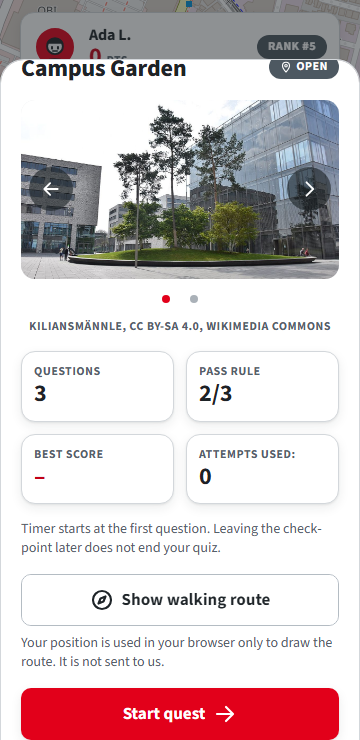 OBI
Ada L.
0 PTS
RANK #5
Campus Garden
OPEN
KILIANSMÄNNLE, CC BY-SA 4.0, WIKIMEDIA COMMONS
QUESTIONS
3
PASS RULE
2/3
BEST SCORE
–
ATTEMPTS USED:
0
Timer starts at the first question. Leaving the check-
point later does not end your quiz.
Show walking route
Your position is used in your browser only to draw the
route. It is not sent to us.
Start quest